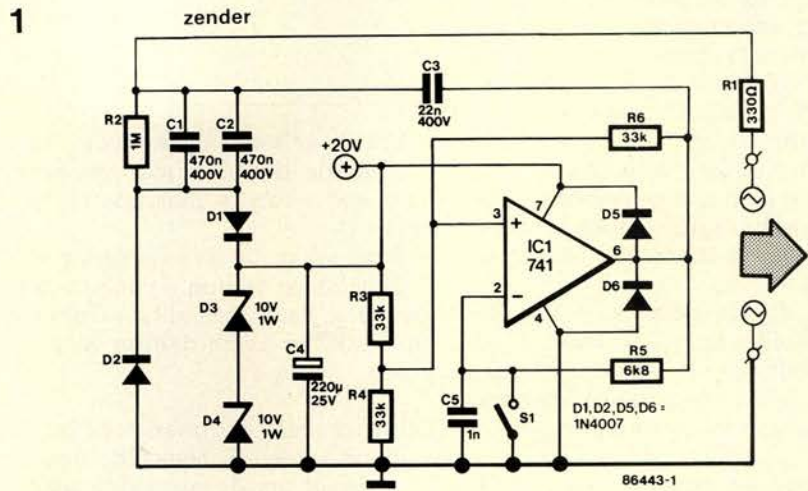 1
zender
C3
22n
400V
R1
330Ω
R2
1M
C1
470n
400V
C2
470n
400V
R6
33k
+20V
D1
7
3
+
IC1
741
6
2
−
4
D5
D6
D3
10V
1W
R3
33k
D2
C4
220µ
25V
R5
6k8
D4
10V
1W
R4
33k
C5
1n
S1
D1,D2,D5,D6 =
1N4007
86443-1